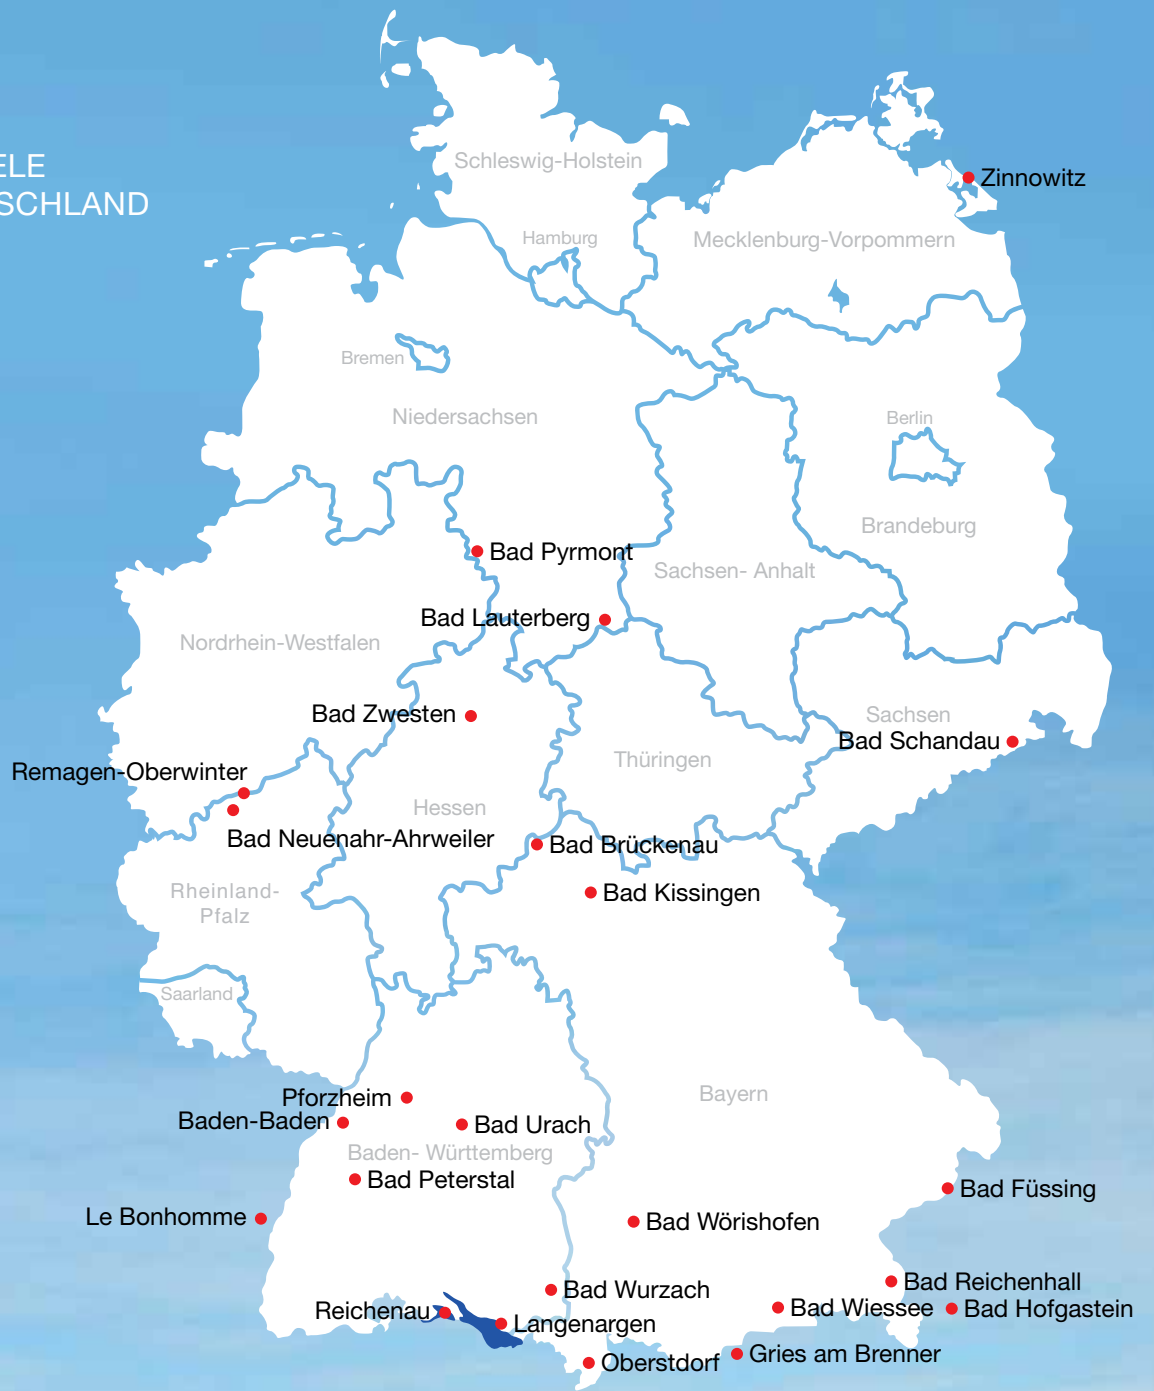 ELE
SCHLAND
Schleswig-Holstein
Zinnowitz
Hamburg
Mecklenburg-Vorpommern
Bremen
Niedersachsen
Berlin
Brandeburg
Bad Pyrmont
Sachsen- Anhalt
Bad Lauterberg
Nordrhein-Westfalen
Bad Zwesten
Sachsen
Bad Schandau
Thüringen
Remagen-Oberwinter
Hessen
Bad Neuenahr-Ahrweiler
Bad Brückenau
Rheinland-
Pfalz
Bad Kissingen
Saarland
Bayern
Pforzheim
Baden-Baden
Bad Urach
Baden- Württemberg
Bad Peterstal
Bad Füssing
Le Bonhomme
Bad Wörishofen
Bad Reichenhall
Bad Wurzach
Bad Wiessee
Bad Hofgastein
Reichenau
Langenargen
Gries am Brenner
Oberstdorf